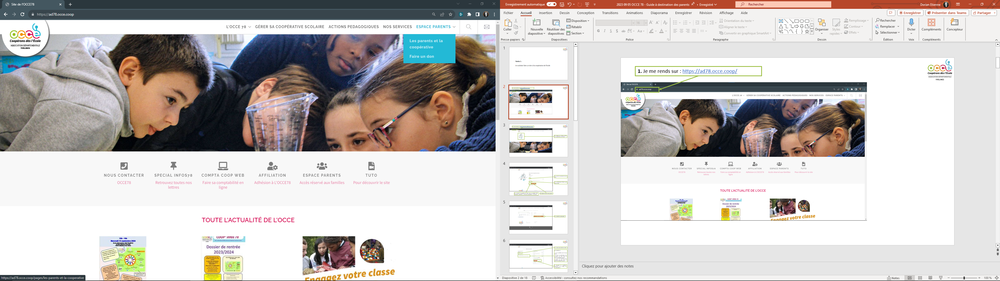 Site de l'OCCE78
https://ad78.occe.coop
occe
Coopérons dès l'École
ASSOCIATION DÉPARTEMENTALE
YVELINES
L'OCCE 78
GÉRER SA COOPÉRATIVE SCOLAIRE
ACTIONS PEDAGOGIQUES
NOS SERVICES
ESPACE PARENTS
Les parents et la
coopérative
Faire un don
NOUS CONTACTER
OCCE78
SPECIAL INFOS78
Retrouvez toutes nos
lettres
COMPTA COOP WEB
Faire sa comptabilité en
ligne
AFFILIATION
Adhésion à L'OCCE78
ESPACE PARENTS
Accès réservé aux familles
TUTO
Pour découvrir le site
TOUTE L'ACTUALITÉ DE L'OCCE
Mercredi 13 septembre 2023
COOP' Infos 78
Dossier de rentrée
2023/2024
Engagez votre classe
https://ad78.occe.coop/pages/les-parents-et-la-cooperative
Enregistrement automatique
2023 09 05 OCCE 78 - Guide à destination des parents
• Enregistré
Rechercher
Dorian Etienne
Fichier
Accueil
Insertion
Dessin
Conception
Transitions
Animations
Diaporama
Enregistrer
Révision
Affichage
Aide
Enregistrer
Présenter dans Teams
Partager
Coller
Presse-papiers
Nouvelle
diapositive
Réutiliser des
diapositives
Disposition
Rétablir
Section
Diapositives
16
G I S S ab AV Aa
Police
Orientation du texte
Aligner le texte
Convertir en graphique SmartArt
Paragraphe
Organiser
Styles
rapides
Remplissage
Contour
Effets
Dessin
Rechercher
Remplacer
Sélectionner
Édition
Dicter
Voix
Compléments
Compléments
Concepteur
1
Partie 1 :
Je souhaite faire un don à la coopérative de l'école
2
3
4
5
6
1. Je me rends sur : https://ad78.occe.coop/
occe
Coopérons dès l'École
ASSOCIATION DÉPARTEMENTALE
YVELINES
Site de l'OCCE78
ad78.occe.coop
occe
Coopérons dès l'École
ASSOCIATION DÉPARTEMENTALE
YVELINES
L'OCCE 78
GÉRER SA COOPÉRATIVE SCOLAIRE
ACTIONS PEDAGOGIQUES
NOS SERVICES
ESPACE PARENTS
NOUS CONTACTER
OCCE78
SPECIAL INFOS78
Retrouvez toutes nos
lettres
COMPTA COOP WEB
Faire sa comptabilité en
ligne
AFFILIATION
Adhésion à L'OCCE78
ESPACE PARENTS
Accès réservé aux familles
TUTO
Pour découvrir le site
TOUTE L'ACTUALITÉ DE L'OCCE
COOP' Infos 78
Dossier de rentrée
2023/2024
Engagez votre classe
Cliquez pour ajouter des notes
Diapositive 2 de 18
Accessibilité : consultez nos recommandations
Notes
100 %